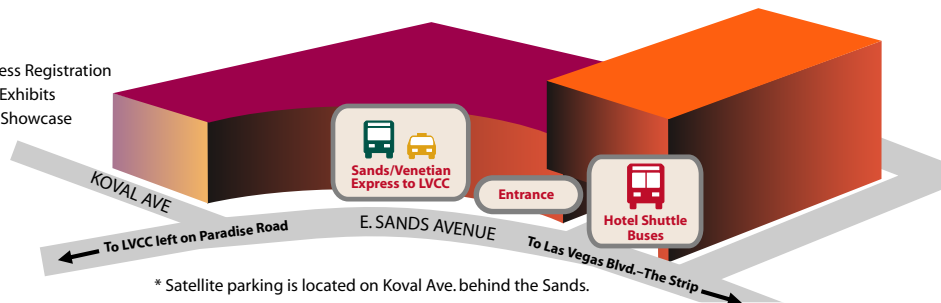 ess Registration
Exhibits
Showcase
Sands/Venetian
Express to LVCC
Entrance
Hotel Shuttle
Buses
KOVAL AVE
E. SANDS AVENUE
To LVCC left on Paradise Road
To Las Vegas Blvd.–The Strip
* Satellite parking is located on Koval Ave. behind the Sands.